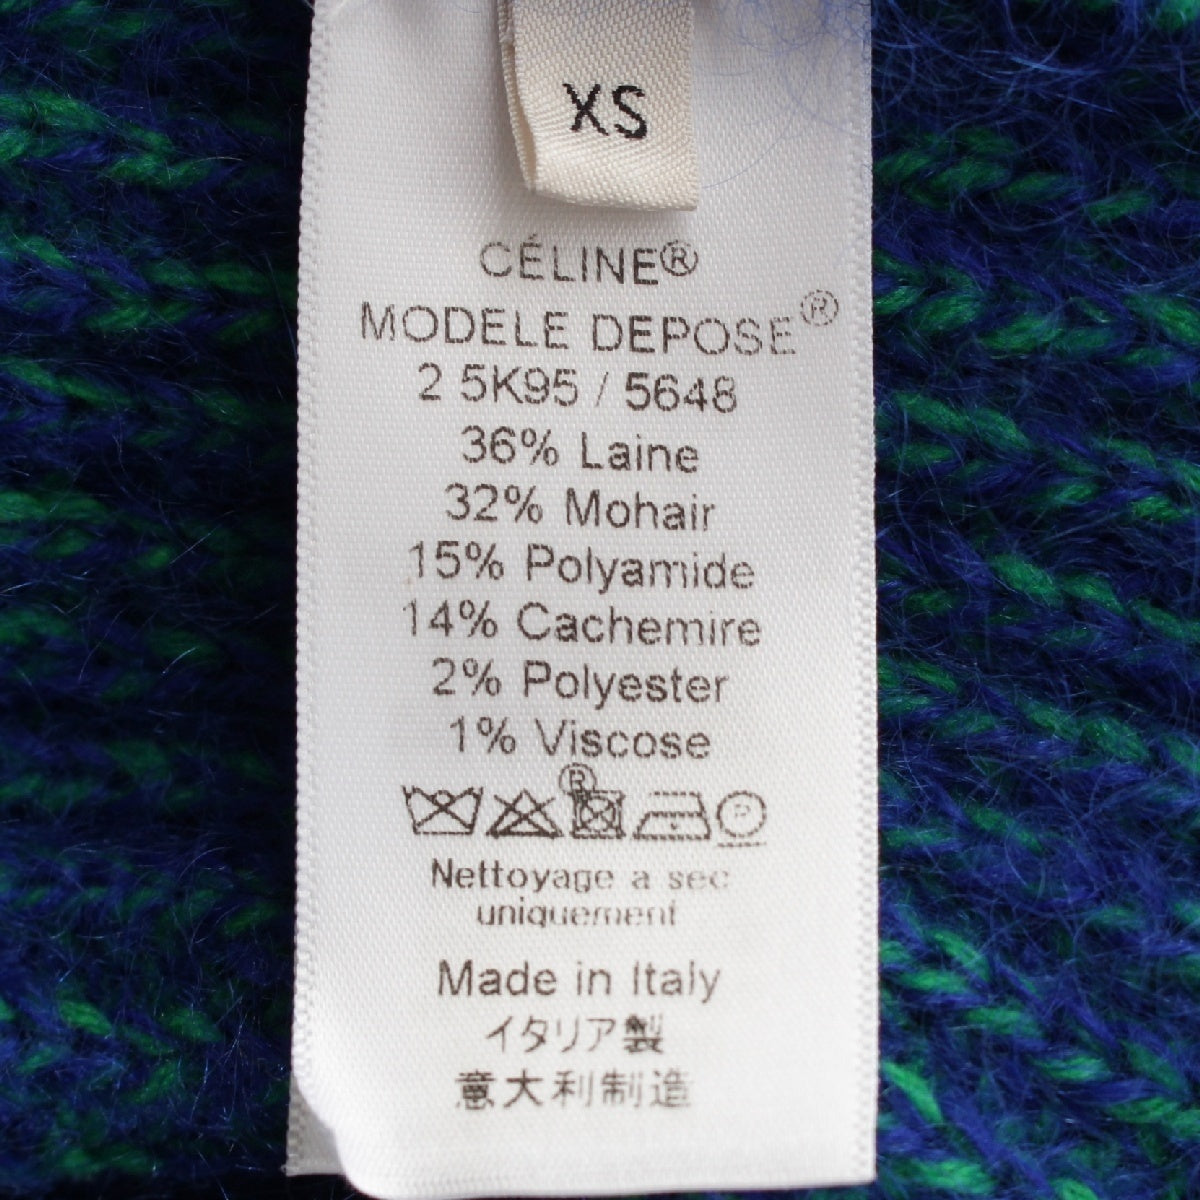 XS
CÉLINE®
MODELE DEPOSE®
2 5K95 / 5648
36% Laine
32% Mohair
15% Polyamide
14% Cachemire
2% Polyester
1% Viscose
®
P
Nettoyage a sec
uniquement
Made in Italy
イタリア製
意大利制造